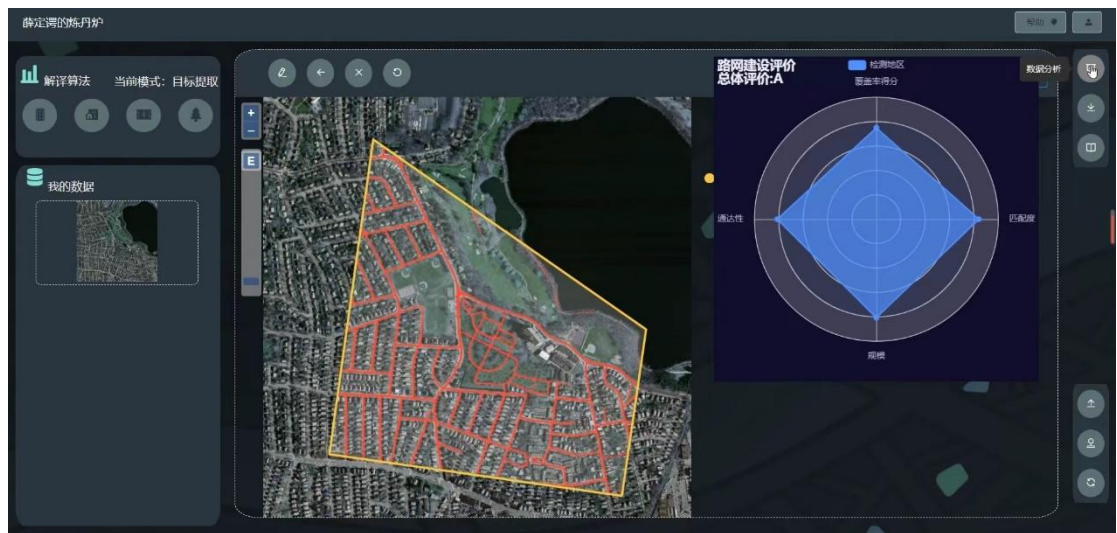 薛定谔的炼丹炉
帮助
解译算法
当前模式：目标提取
我的数据
+
-
E
路网建设评价
总体评价:A
检测地区
覆盖率得分
通达性
匹配度
规模
数据分析